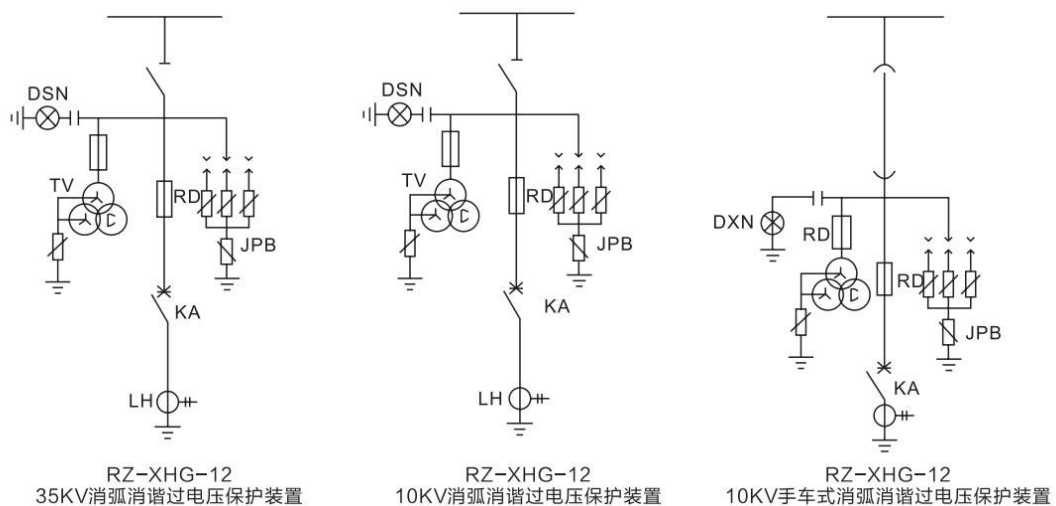 DSN
TV
RD
JPB
KA
LH
RZ-XHG-12
35KV消弧消谐过电压保护装置
DSN
TV
RD
JPB
KA
LH
RZ-XHG-12
10KV消弧消谐过电压保护装置
DXN
RD
RD
JPB
KA
RZ-XHG-12
10KV手车式消弧消谐过电压保护装置